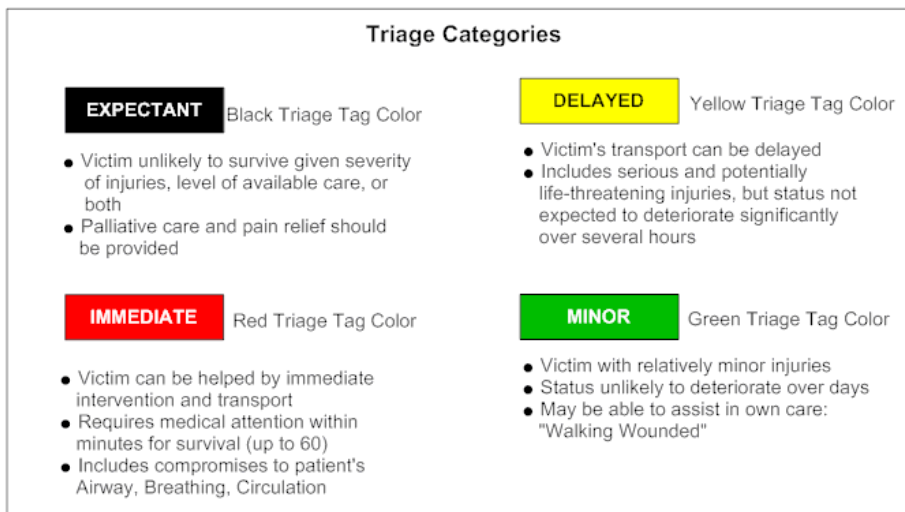 Triage Categories
EXPECTANT Black Triage Tag Color
● Victim unlikely to survive given severity
of injuries, level of available care, or
both
● Palliative care and pain relief should
be provided
DELAYED Yellow Triage Tag Color
● Victim's transport can be delayed
● Includes serious and potentially
life-threatening injuries, but status not
expected to deteriorate significantly
over several hours
IMMEDIATE Red Triage Tag Color
● Victim can be helped by immediate
intervention and transport
● Requires medical attention within
minutes for survival (up to 60)
● Includes compromises to patient's
Airway, Breathing, Circulation
MINOR Green Triage Tag Color
● Victim with relatively minor injuries
● Status unlikely to deteriorate over days
● May be able to assist in own care:
"Walking Wounded"